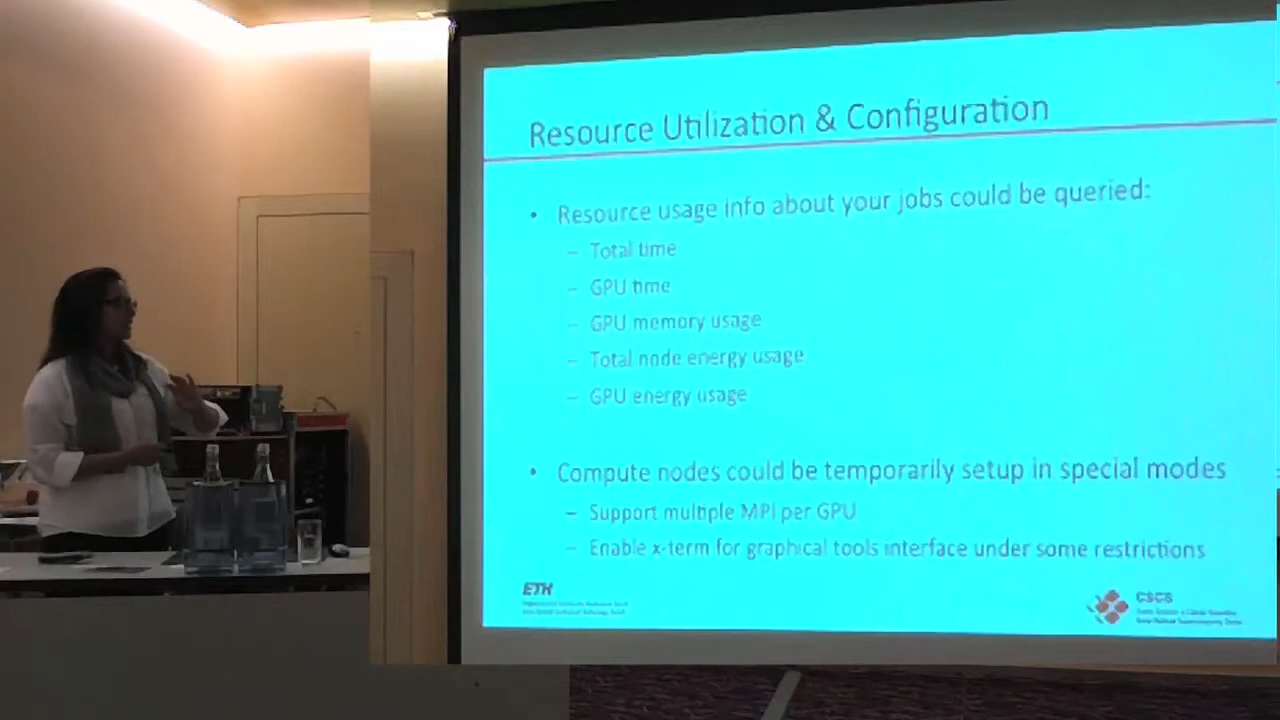 Resource Utilization & Configuration
• Resource usage info about your jobs could be queried:
– Total time
– GPU time
– GPU memory usage
– Total node energy usage
– GPU energy usage
• Compute nodes could be temporarily setup in special modes
– Support multiple MPI per GPU
– Enable x-term for graphical tools interface under some restrictions
ETH
CSCS